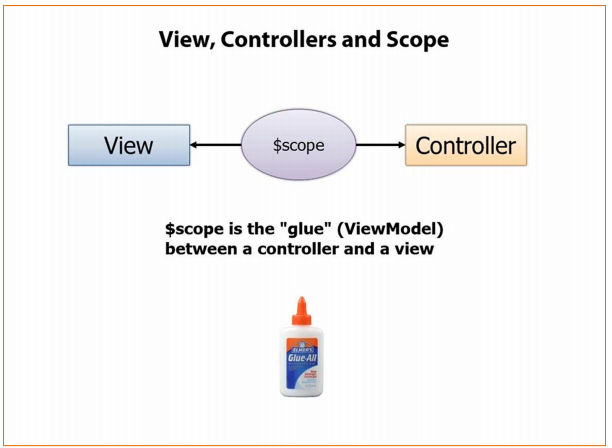 View, Controllers and Scope
View
$scope
Controller
$scope is the "glue" (ViewModel)
between a controller and a view
ELMER'S
Glue-All